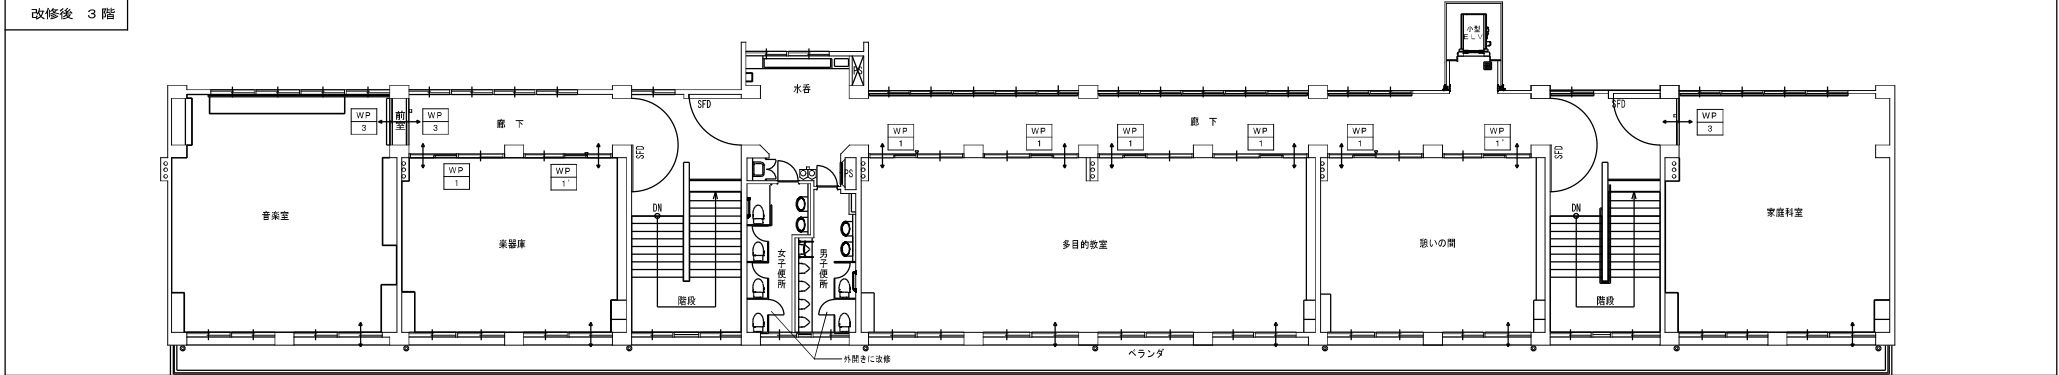 改修後 3階
小型
ELV
PS
水呑
SFD
SFD
WP
3
前室
WP
3
廊下
廊下
WP
1
WP
1
WP
1
WP
1
WP
1
WP
1'
WP
3
SFD
SFD
WP
1
WP
1'
PS
DN
DN
音楽室
楽器庫
女子便所
男子便所
多目的教室
憩いの間
家庭科室
階段
階段
外開きに改修
ベランダ